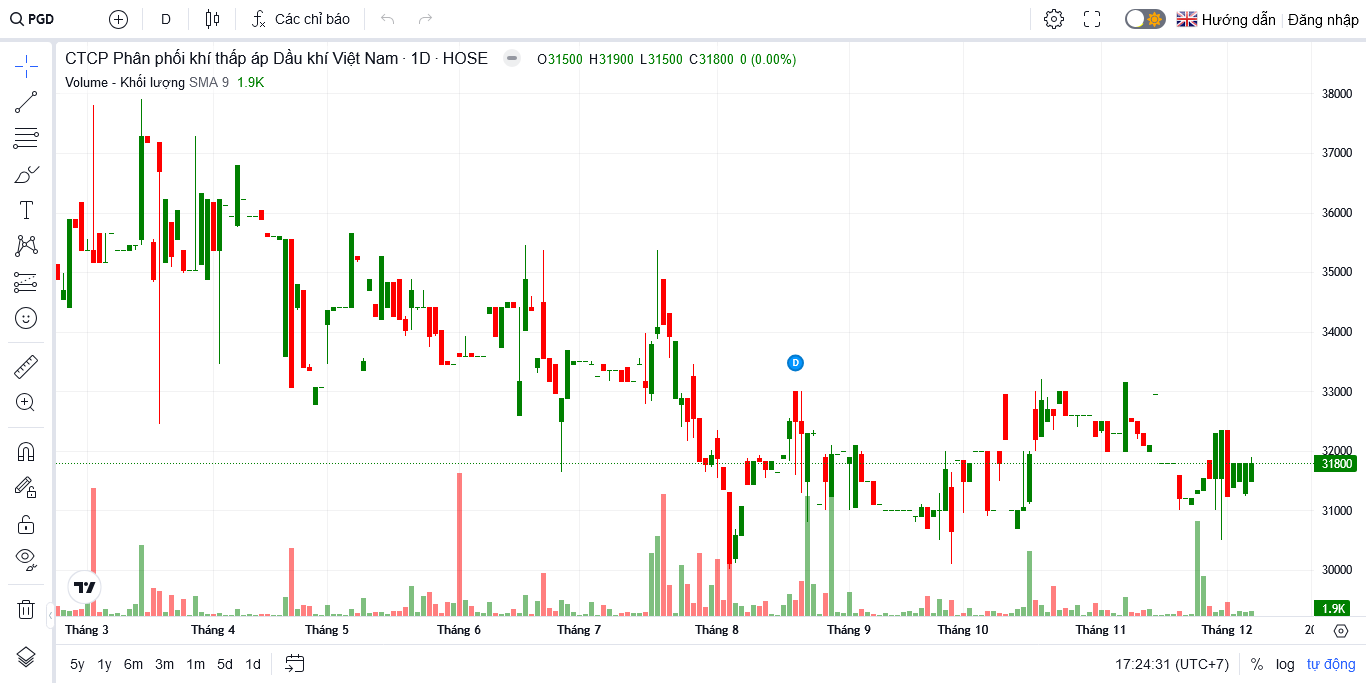 PGD D Các chỉ báo Hướng dẫn Đăng nhập
CTCP Phân phối khí thấp áp Dầu khí Việt Nam · 1D · HOSE O31500 H31900 L31500 C31800 0 (0.00%)
Volume - Khối lượng SMA 9 1.9K
38000
37000
36000
35000
34000
33000
D
32000
31800
31000
30000
1.9K
Tháng 3 Tháng 4 Tháng 5 Tháng 6 Tháng 7 Tháng 8 Tháng 9 Tháng 10 Tháng 11 Tháng 12
5y 1y 6m 3m 1m 5d 1d 17:24:31 (UTC+7) % log tự động